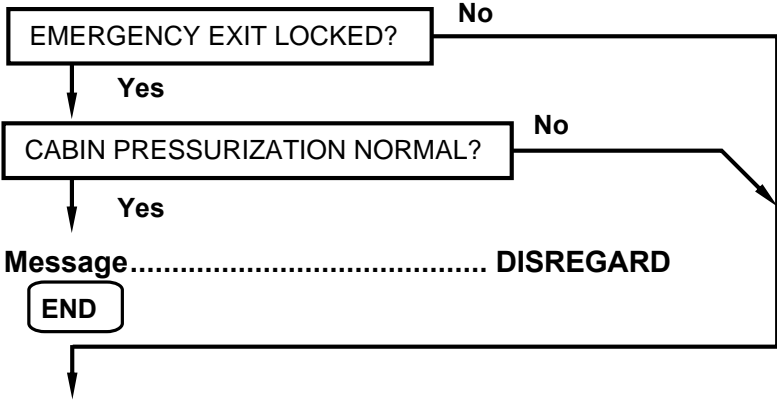 No
EMERGENCY EXIT LOCKED?
Yes
No
CABIN PRESSURIZATION NORMAL?
Yes
Message........................................... DISREGARD
END